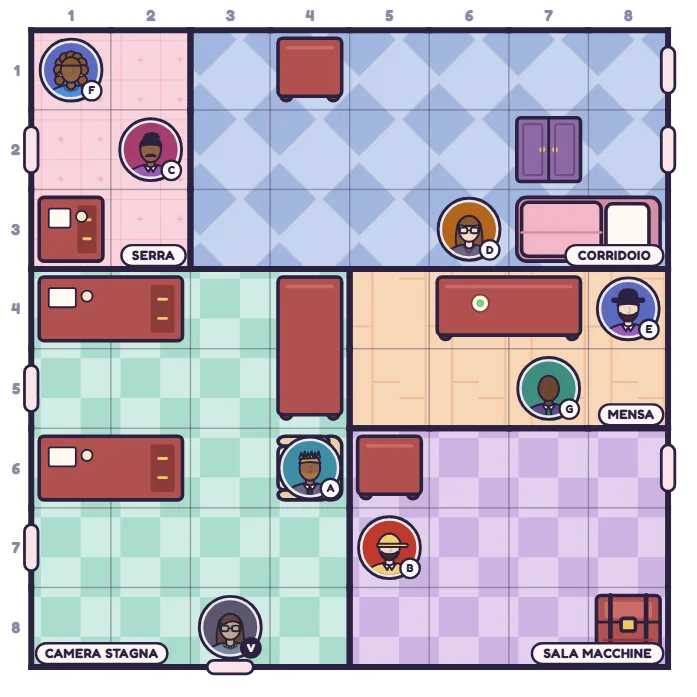 1 2 3 4 5 6 7 8
1 F
2 C
3 SERRA D CORRIDOIO
4 E
5 G MENSA
6 A
7 B
8 CAMERA STAGNA V SALA MACCHINE